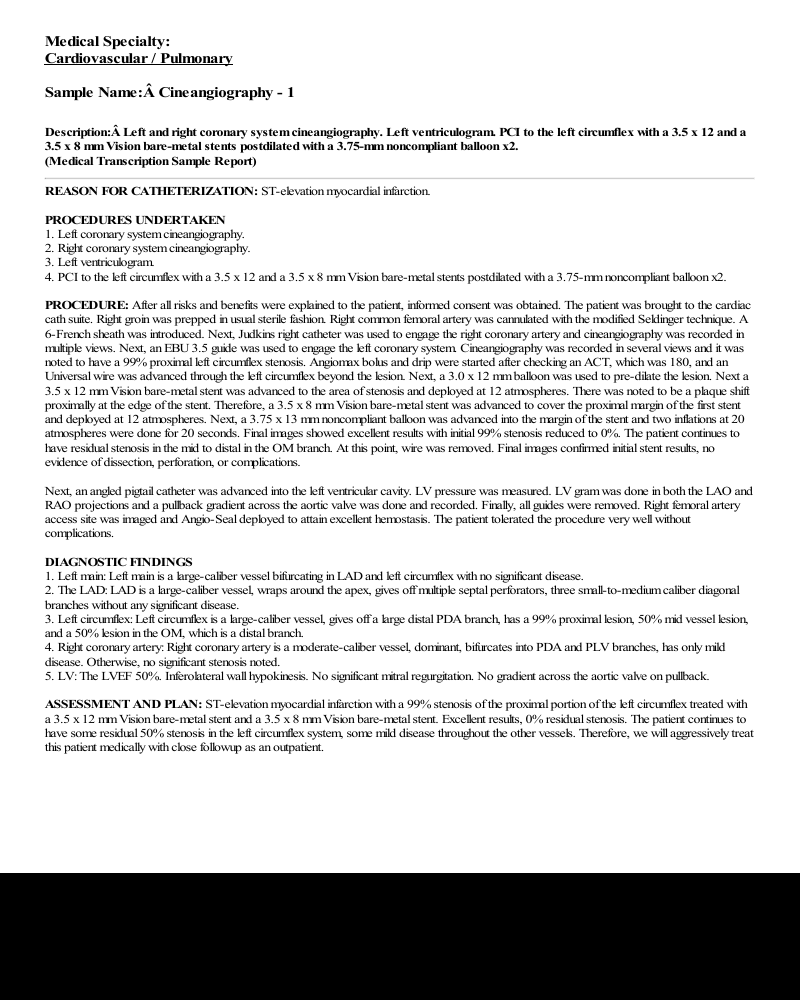 Medical Specialty:
Cardiovascular / Pulmonary
Sample Name:Â Cineangiography - 1
Description:Â Left and right coronary system cineangiography. Left ventriculogram. PCI to the left circumflex with a 3.5 x 12 and a
3.5 x 8 mm Vision bare-metal stents postdilated with a 3.75-mm noncompliant balloon x2.
(Medical Transcription Sample Report)
REASON FOR CATHETERIZATION: ST-elevation myocardial infarction.
PROCEDURES UNDERTAKEN
1. Left coronary system cineangiography.
2. Right coronary system cineangiography.
3. Left ventriculogram.
4. PCI to the left circumflex with a 3.5 x 12 and a 3.5 x 8 mm Vision bare-metal stents postdilated with a 3.75-mm noncompliant balloon x2.
PROCEDURE: After all risks and benefits were explained to the patient, informed consent was obtained. The patient was brought to the cardiac
cath suite. Right groin was prepped in usual sterile fashion. Right common femoral artery was cannulated with the modified Seldinger technique. A
6-French sheath was introduced. Next, Judkins right catheter was used to engage the right coronary artery and cineangiography was recorded in
multiple views. Next, an EBU 3.5 guide was used to engage the left coronary system. Cineangiography was recorded in several views and it was
noted to have a 99% proximal left circumflex stenosis. Angiomax bolus and drip were started after checking an ACT, which was 180, and an
Universal wire was advanced through the left circumflex beyond the lesion. Next, a 3.0 x 12 mm balloon was used to pre-dilate the lesion. Next a
3.5 x 12 mm Vision bare-metal stent was advanced to the area of stenosis and deployed at 12 atmospheres. There was noted to be a plaque shift
proximally at the edge of the stent. Therefore, a 3.5 x 8 mm Vision bare-metal stent was advanced to cover the proximal margin of the first stent
and deployed at 12 atmospheres. Next, a 3.75 x 13 mm noncompliant balloon was advanced into the margin of the stent and two inflations at 20
atmospheres were done for 20 seconds. Final images showed excellent results with initial 99% stenosis reduced to 0%. The patient continues to
have residual stenosis in the mid to distal in the OM branch. At this point, wire was removed. Final images confirmed initial stent results, no
evidence of dissection, perforation, or complications.
Next, an angled pigtail catheter was advanced into the left ventricular cavity. LV pressure was measured. LV gram was done in both the LAO and
RAO projections and a pullback gradient across the aortic valve was done and recorded. Finally, all guides were removed. Right femoral artery
access site was imaged and Angio-Seal deployed to attain excellent hemostasis. The patient tolerated the procedure very well without
complications.
DIAGNOSTIC FINDINGS
1. Left main: Left main is a large-caliber vessel bifurcating in LAD and left circumflex with no significant disease.
2. The LAD: LAD is a large-caliber vessel, wraps around the apex, gives off multiple septal perforators, three small-to-medium caliber diagonal
branches without any significant disease.
3. Left circumflex: Left circumflex is a large-caliber vessel, gives off a large distal PDA branch, has a 99% proximal lesion, 50% mid vessel lesion,
and a 50% lesion in the OM, which is a distal branch.
4. Right coronary artery: Right coronary artery is a moderate-caliber vessel, dominant, bifurcates into PDA and PLV branches, has only mild
disease. Otherwise, no significant stenosis noted.
5. LV: The LVEF 50%. Inferolateral wall hypokinesis. No significant mitral regurgitation. No gradient across the aortic valve on pullback.
ASSESSMENT AND PLAN: ST-elevation myocardial infarction with a 99% stenosis of the proximal portion of the left circumflex treated with
a 3.5 x 12 mm Vision bare-metal stent and a 3.5 x 8 mm Vision bare-metal stent. Excellent results, 0% residual stenosis. The patient continues to
have some residual 50% stenosis in the left circumflex system, some mild disease throughout the other vessels. Therefore, we will aggressively treat
this patient medically with close followup as an outpatient.